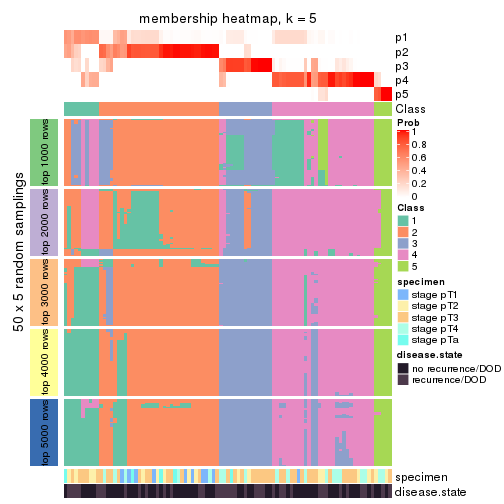 membership heatmap, k = 5
p1
p2
p3
p4
p5
Class
50 x 5 random samplings
top 1000 rows
top 2000 rows
top 3000 rows
top 4000 rows
top 5000 rows
specimen
disease.state
Prob
1
0.8
0.6
0.4
0.2
0
Class
1
2
3
4
5
specimen
stage pT1
stage pT2
stage pT3
stage pT4
stage pTa
disease.state
no recurrence/DOD
recurrence/DOD